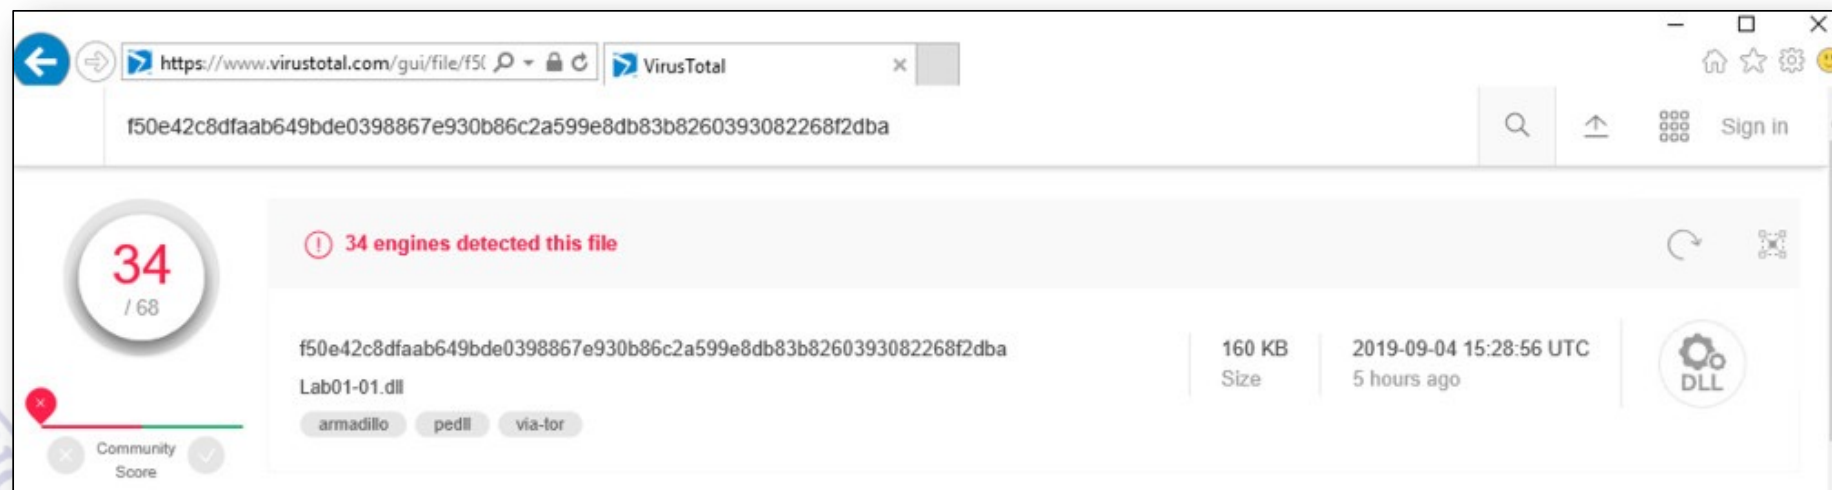 https://www.virustotal.com/gui/file/f50
VirusTotal
f50e42c8dfaab649bde0398867e930b86c2a599e8db83b8260393082268f2dba
Sign in
34
/ 68
34 engines detected this file
f50e42c8dfaab649bde0398867e930b86c2a599e8db83b8260393082268f2dba
160 KB
2019-09-04 15:28:56 UTC
Lab01-01.dll
Size
5 hours ago
DLL
armadillo
pedll
via-tor
Community
Score